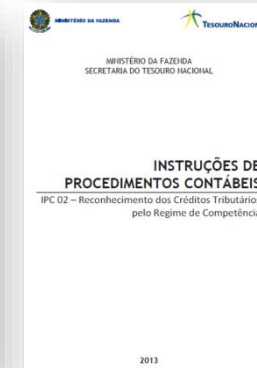 MINISTÉRIO DA FAZENDA
TESOURONACION
MINISTÉRIO DA FAZENDA
SECRETARIA DO TESOURO NACIONAL
INSTRUÇÕES DE
PROCEDIMENTOS CONTÁBEIS
IPC 02 – Reconhecimento dos Créditos Tributários
pelo Regime de Competência
2013